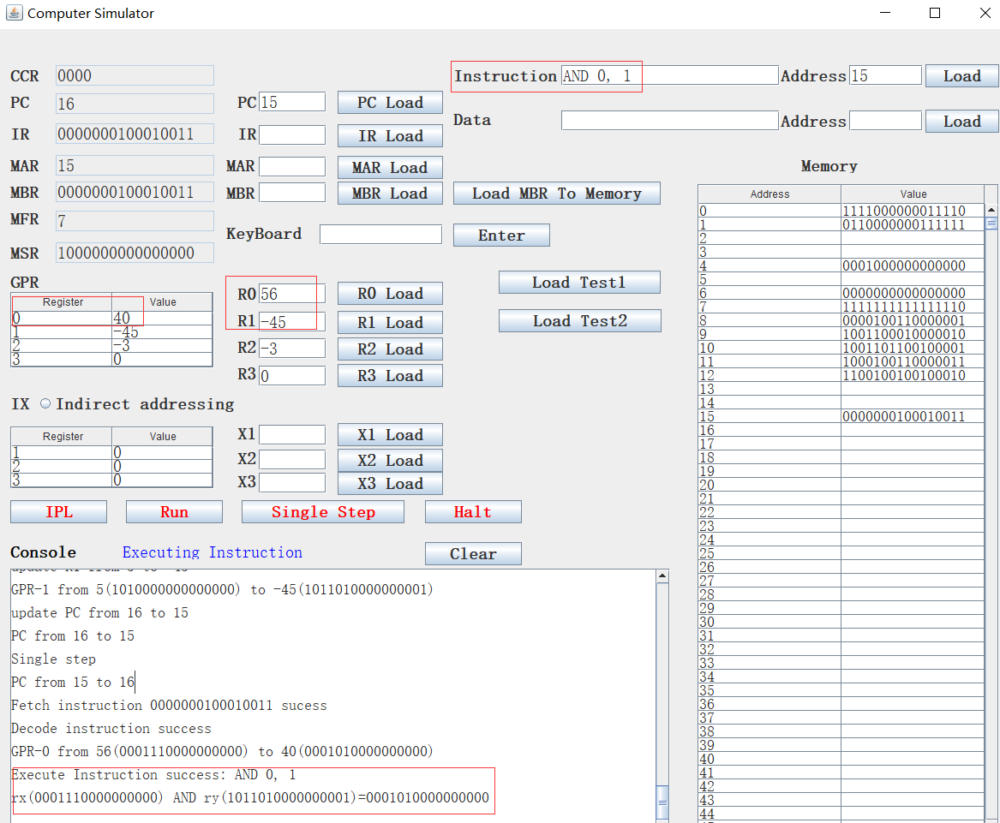 Computer Simulator
CCR 0000
Instruction AND 0, 1 Address 15 Load
PC 16 PC 15 PC Load
Data Address Load
IR 0000000100010011 IR IR Load
MAR 15 MAR MAR Load
Memory
MBR 0000000100010011 MBR MBR Load Load MBR To Memory
Address Value
MFR 7
KeyBoard Enter
MSR 1000000000000000
GPR
Register Value
0 40
1 -45
2 -3
3 0
R0 56 R0 Load
R1 -45 R1 Load
R2 -3 R2 Load
R3 0 R3 Load
Load Test1
Load Test2
IX Indirect addressing
Register Value
1 0
2 0
3 0
X1 X1 Load
X2 X2 Load
X3 X3 Load
IPL Run Single Step Halt
Console Executing Instruction Clear
GPR-1 from 5(1010000000000000) to -45(1011010000000001)
update PC from 16 to 15
PC from 16 to 15
Single step
PC from 15 to 16
Fetch instruction 0000000100010011 sucess
Decode instruction success
GPR-0 from 56(0001110000000000) to 40(0001010000000000)
Execute Instruction success: AND 0, 1
rx(0001110000000000) AND ry(1011010000000001)=0001010000000000
0 1111000000011110
1 0110000000111111
2
3
4 0001000000000000
5
6 0000000000000000
7 1111111111111110
8 0000100110000001
9 1001100010000010
10 1001101100100001
11 1000100110000011
12 1100100100100010
13
14
15 0000000100010011
16
17
18
19
20
21
22
23
24
25
26
27
28
29
30
31
32
33
34
35
36
37
38
39
40
41
42
43
44